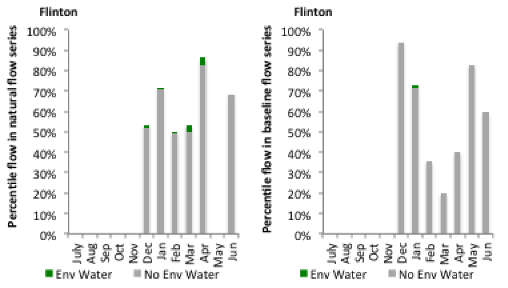 Flinton
Percentile flow in natural flow series
100%
90%
80%
70%
60%
50%
40%
30%
20%
10%
0%
July
Aug
Sep
Oct
Nov
Dec
Jan
Feb
Mar
Apr
May
Jun
Env Water
No Env Water
Flinton
Percentile flow in baseline flow series
100%
90%
80%
70%
60%
50%
40%
30%
20%
10%
0%
July
Aug
Sep
Oct
Nov
Dec
Jan
Feb
Mar
Apr
May
Jun
Env Water
No Env Water